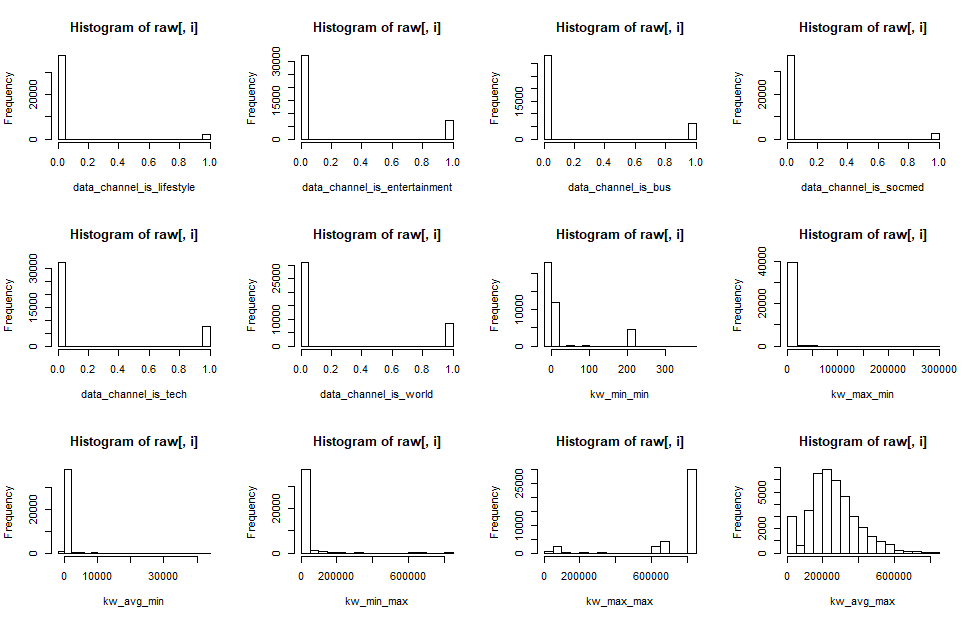 Histogram of raw[, i]
Frequency
0
20000
0.0 0.2 0.4 0.6 0.8 1.0
data_channel_is_lifestyle
Histogram of raw[, i]
Frequency
0
15000
30000
0.0 0.2 0.4 0.6 0.8 1.0
data_channel_is_entertainment
Histogram of raw[, i]
Frequency
0
15000
0.0 0.2 0.4 0.6 0.8 1.0
data_channel_is_bus
Histogram of raw[, i]
Frequency
0
20000
0.0 0.2 0.4 0.6 0.8 1.0
data_channel_is_socmed
Histogram of raw[, i]
Frequency
0
15000
30000
0.0 0.2 0.4 0.6 0.8 1.0
data_channel_is_tech
Histogram of raw[, i]
Frequency
0
10000
25000
0.0 0.2 0.4 0.6 0.8 1.0
data_channel_is_world
Histogram of raw[, i]
Frequency
0
10000
0 100 200 300
kw_min_min
Histogram of raw[, i]
Frequency
0
20000
40000
0 100000 200000 300000
kw_max_min
Histogram of raw[, i]
Frequency
0
20000
0 10000 30000
kw_avg_min
Histogram of raw[, i]
Frequency
0
20000
0 200000 600000
kw_min_max
Histogram of raw[, i]
Frequency
0
10000
25000
0 200000 600000
kw_max_max
Histogram of raw[, i]
Frequency
0
2000
5000
0 200000 600000
kw_avg_max